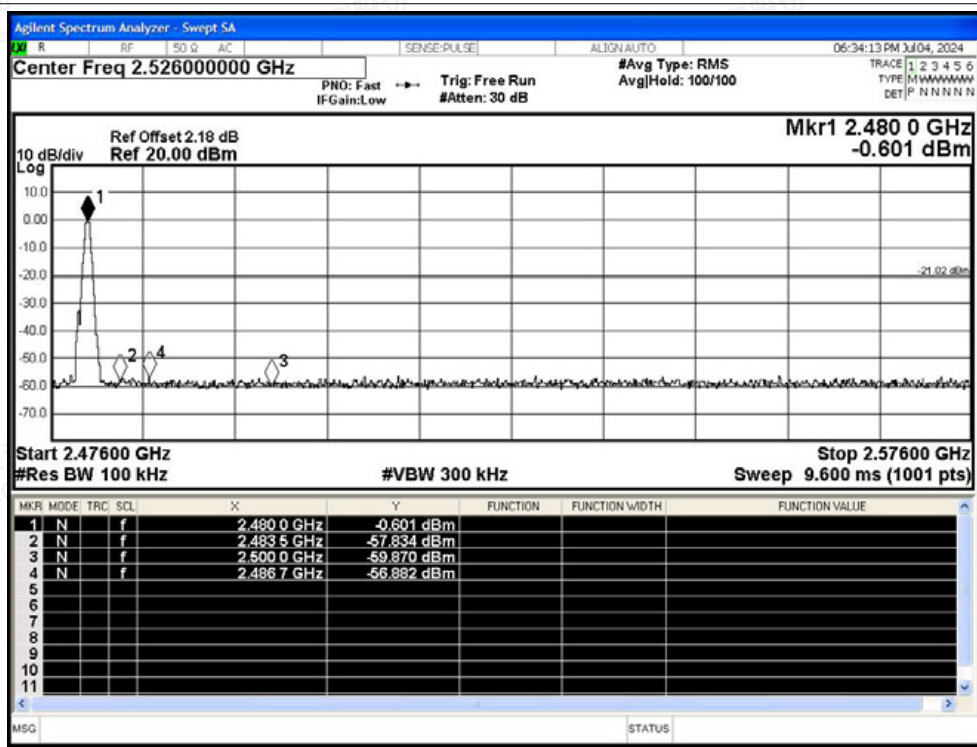 Agilent Spectrum Analyzer - Swept SA
R RF 50 Ω AC SENSE:PULSE ALIGN AUTO 06:34:13 PM Jul 04, 2024
Center Freq 2.526000000 GHz #Avg Type: RMS TRACE 1 2 3 4 5 6
PNO: Fast Trig: Free Run Avg|Hold: 100/100 TYPE M
IFGain:Low #Atten: 30 dB DET P N N N N N
Mkr1 2.480 0 GHz
Ref Offset 2.18 dB
10 dB/div Ref 20.00 dBm -0.601 dBm
Log
10.0
1
0.00
-10.0
-20.0
-21.02 dBm
-30.0
-40.0
-50.0
2 4 3
-60.0
-70.0
Start 2.47600 GHz Stop 2.57600 GHz
#Res BW 100 kHz #VBW 300 kHz Sweep 9.600 ms (1001 pts)
MKR MODE TRC SCL X Y FUNCTION FUNCTION WIDTH FUNCTION VALUE
1 N f 2.480 0 GHz -0.601 dBm
2 N f 2.483 5 GHz -57.834 dBm
3 N f 2.500 0 GHz -59.870 dBm
4 N f 2.486 7 GHz -56.882 dBm
5
6
7
8
9
10
11
MSG STATUS